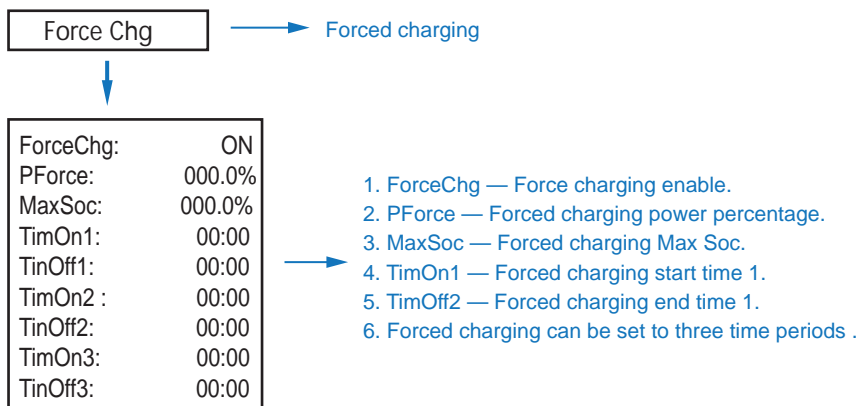 Force Chg
Forced charging
ForceChg: ON
PForce: 000.0%
MaxSoc: 000.0%
TimOn1: 00:00
TinOff1: 00:00
TimOn2 : 00:00
TinOff2: 00:00
TimOn3: 00:00
TinOff3: 00:00
1. ForceChg — Force charging enable.
2. PForce — Forced charging power percentage.
3. MaxSoc — Forced charging Max Soc.
4. TimOn1 — Forced charging start time 1.
5. TimOff2 — Forced charging end time 1.
6. Forced charging can be set to three time periods .